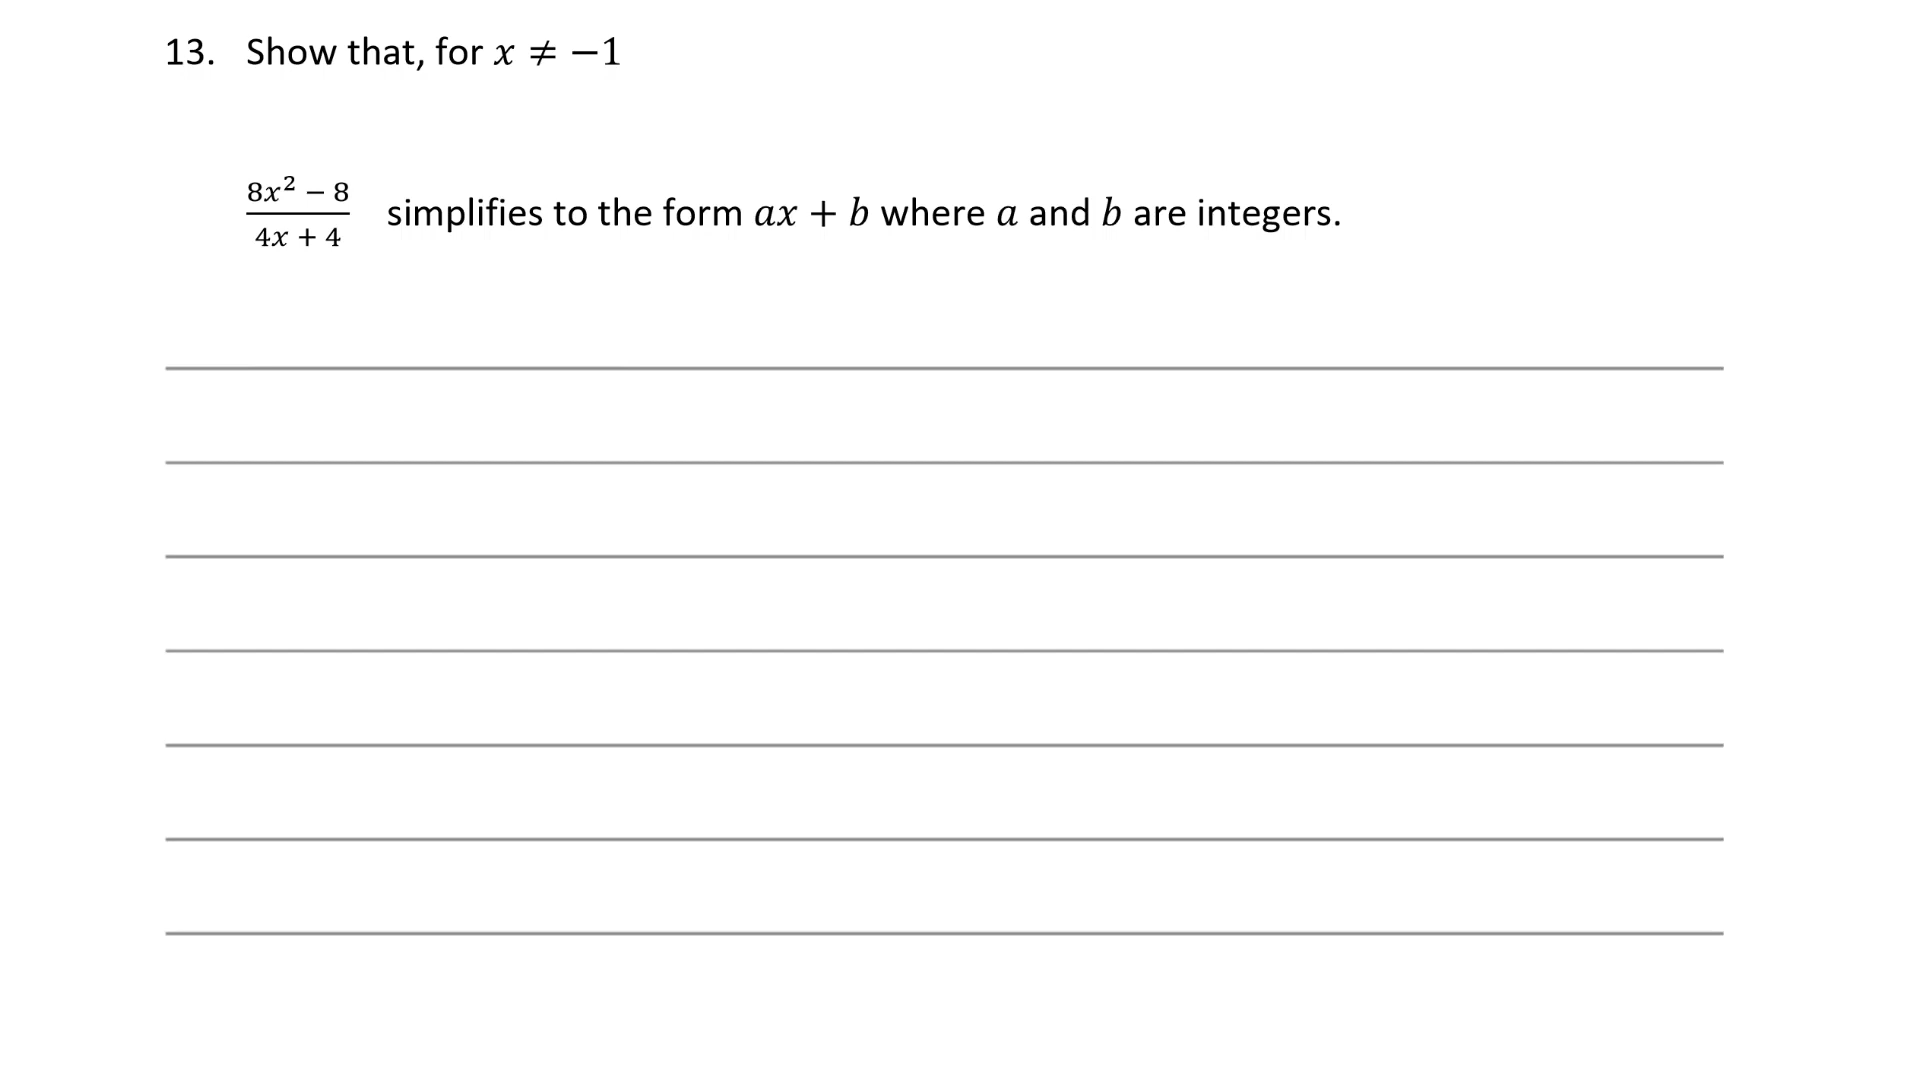 13. Show that, for x ≠ −1
8x² − 8
4x + 4
simplifies to the form ax + b where a and b are integers.